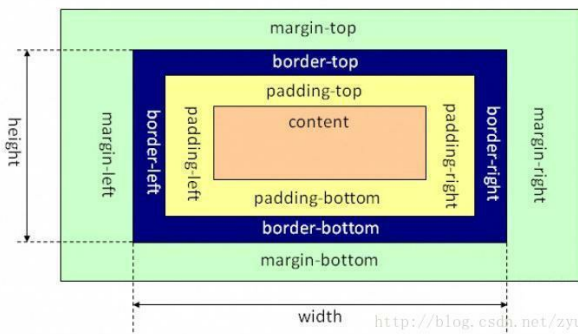 margin-top
border-top
padding-top
content
height
margin-left
border-left
padding-left
padding-right
border-right
margin-right
padding-bottom
border-bottom
margin-bottom
width
http://blog.csdn.net/zyu